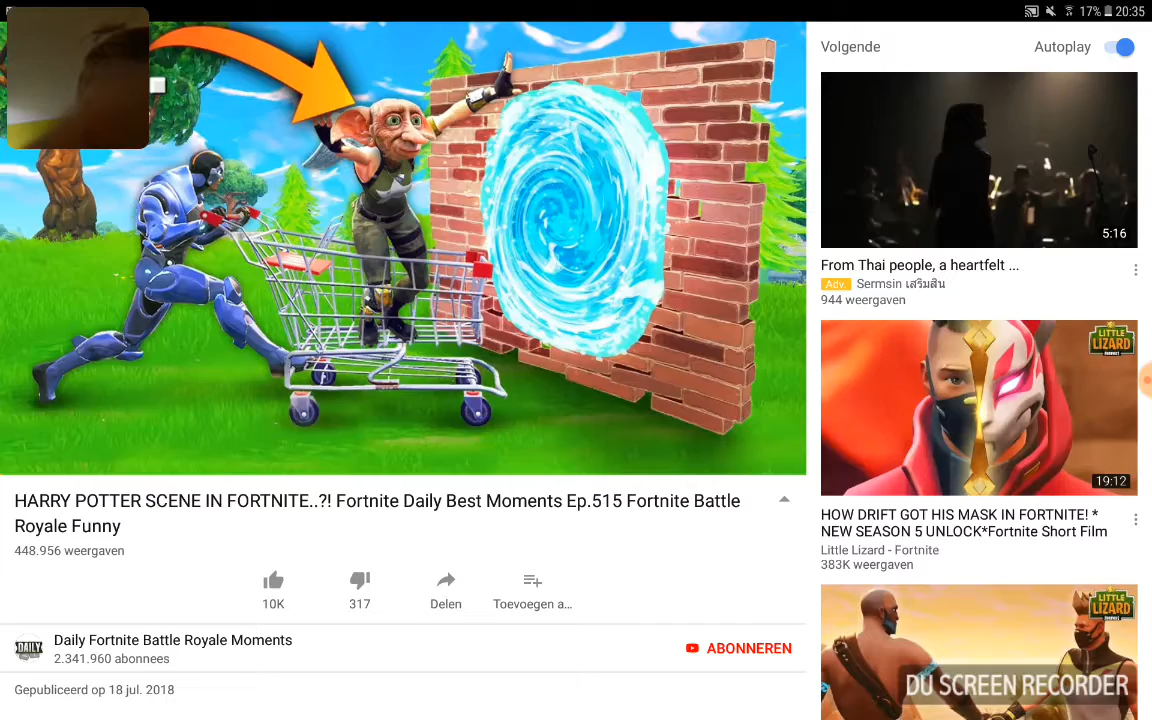 17% 20:35
Volgende
Autoplay
5:16
From Thai people, a heartfelt ...
Adv. Sermsin เสริมสิน
944 weergaven
LITTLE
LIZARD
19:12
HOW DRIFT GOT HIS MASK IN FORTNITE! *
NEW SEASON 5 UNLOCK*Fortnite Short Film
Little Lizard - Fortnite
383K weergaven
LITTLE
LIZARD
DU SCREEN RECORDER
HARRY POTTER SCENE IN FORTNITE..?! Fortnite Daily Best Moments Ep.515 Fortnite Battle
Royale Funny
448.956 weergaven
10K
317
Delen
Toevoegen a...
DAILY
Daily Fortnite Battle Royale Moments
2.341.960 abonnees
ABONNEREN
Gepubliceerd op 18 jul. 2018